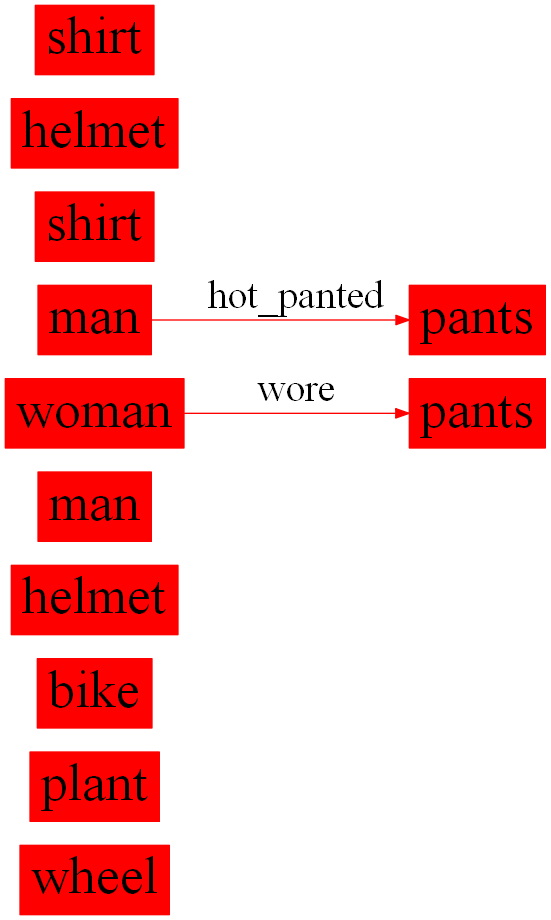 shirt
helmet
shirt
man hot_panted pants
woman wore pants
man
helmet
bike
plant
wheel